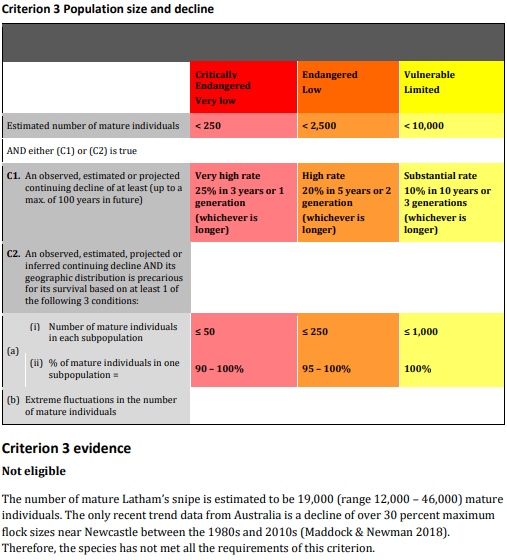 Criterion 3 Population size and decline
Critically
Endangered
Very low
Endangered
Low
Vulnerable
Limited
Estimated number of mature individuals
< 250
< 2,500
< 10,000
AND either (C1) or (C2) is true
C1. An observed, estimated or projected
continuing decline of at least (up to a
max. of 100 years in future)
Very high rate
25% in 3 years or 1
generation
(whichever is
longer)
High rate
20% in 5 years or 2
generation
(whichever is
longer)
Substantial rate
10% in 10 years or
3 generations
(whichever is
longer)
C2. An observed, estimated, projected or
inferred continuing decline AND its
geographic distribution is precarious
for its survival based on at least 1 of
the following 3 conditions:
(a)
(i) Number of mature individuals
in each subpopulation
≤ 50
≤ 250
≤ 1,000
(ii) % of mature individuals in one
subpopulation =
90 – 100%
95 – 100%
100%
(b) Extreme fluctuations in the number
of mature individuals
Criterion 3 evidence
Not eligible
The number of mature Latham's snipe is estimated to be 19,000 (range 12,000 – 46,000) mature
individuals. The only recent trend data from Australia is a decline of over 30 percent maximum
flock sizes near Newcastle between the 1980s and 2010s (Maddock & Newman 2018).
Therefore, the species has not met all the requirements of this criterion.